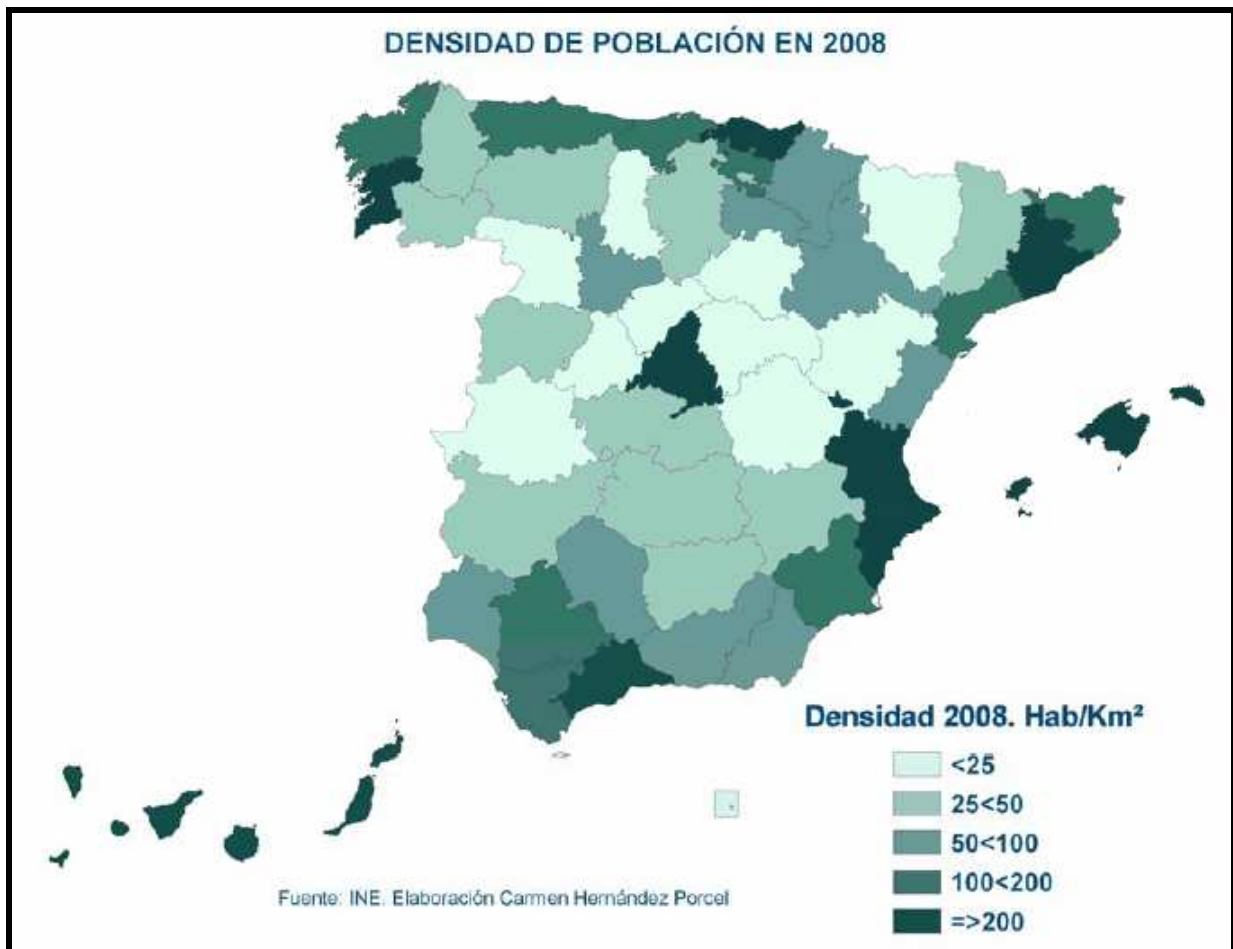 DENSIDAD DE POBLACIÓN EN 2008
Densidad 2008. Hab/Km²
<25
25<50
50<100
100<200
=>200
Fuente: INE. Elaboración Carmen Hernández Porcel